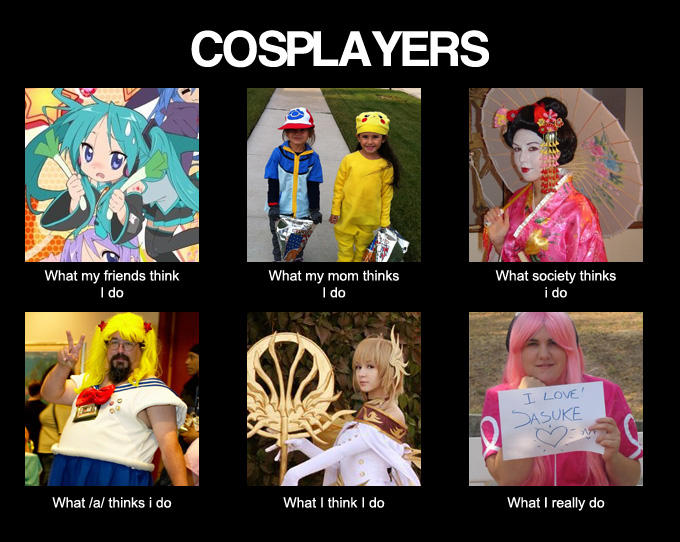 COSPLAYERS
What my friends think
I do
What my mom thinks
I do
What society thinks
i do
What /a/ thinks i do
What I think I do
I LOVE!
SASUKE
What I really do